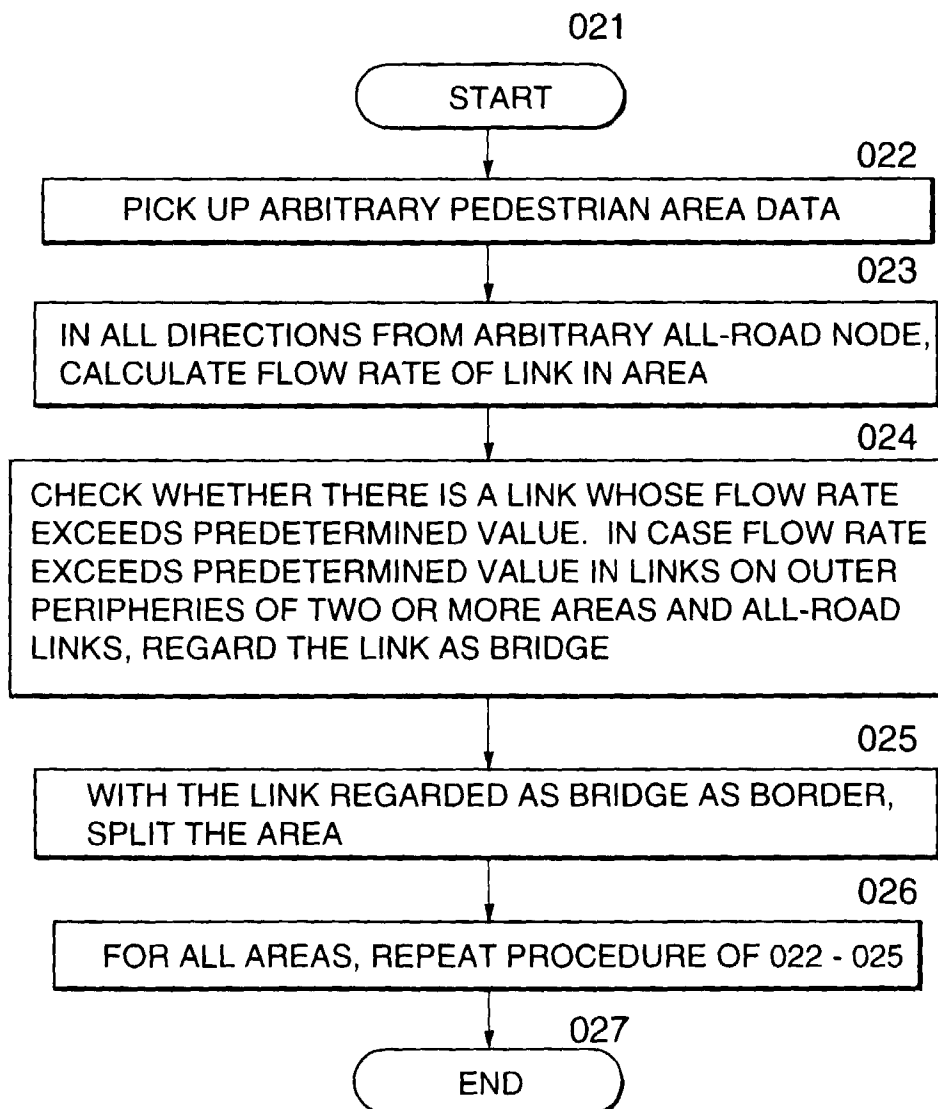 021
START
022
PICK UP ARBITRARY PEDESTRIAN AREA DATA
023
IN ALL DIRECTIONS FROM ARBITRARY ALL-ROAD NODE,
CALCULATE FLOW RATE OF LINK IN AREA
024
CHECK WHETHER THERE IS A LINK WHOSE FLOW RATE
EXCEEDS PREDETERMINED VALUE. IN CASE FLOW RATE
EXCEEDS PREDETERMINED VALUE IN LINKS ON OUTER
PERIPHERIES OF TWO OR MORE AREAS AND ALL-ROAD
LINKS, REGARD THE LINK AS BRIDGE
025
WITH THE LINK REGARDED AS BRIDGE AS BORDER,
SPLIT THE AREA
026
FOR ALL AREAS, REPEAT PROCEDURE OF 022 - 025
027
END